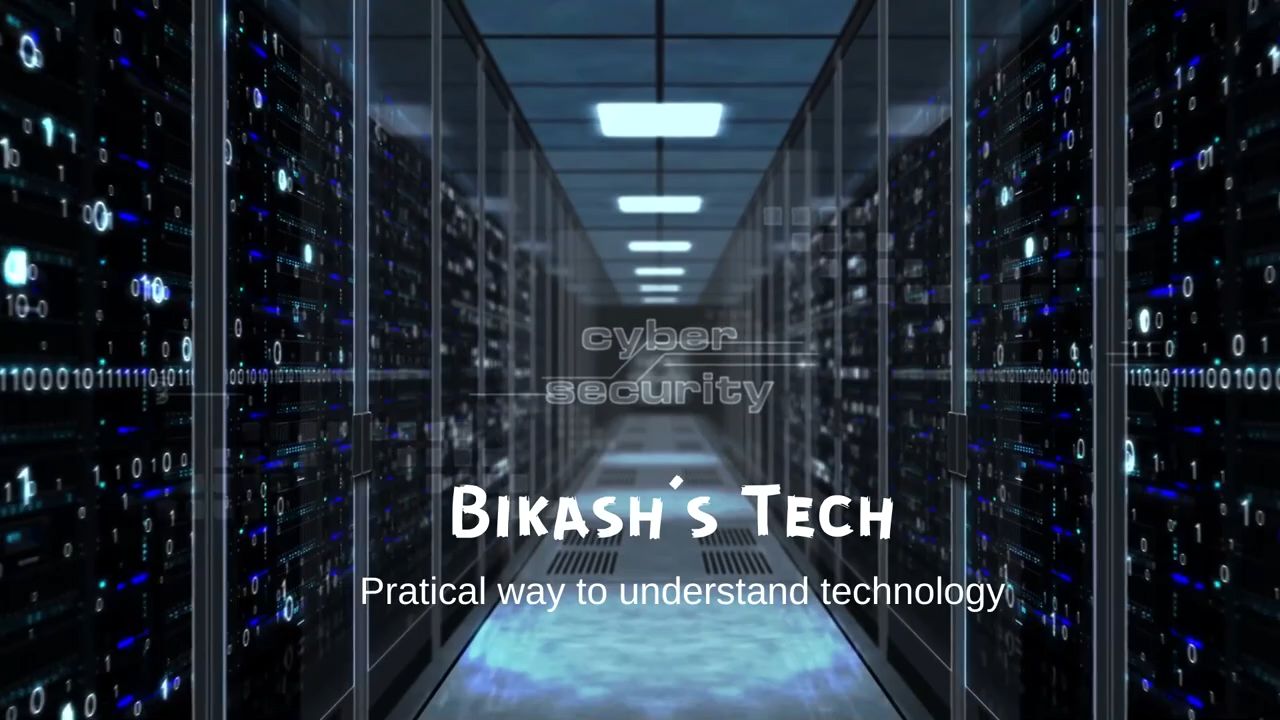 cyber
security
Bikash's Tech
Pratical way to understand technology